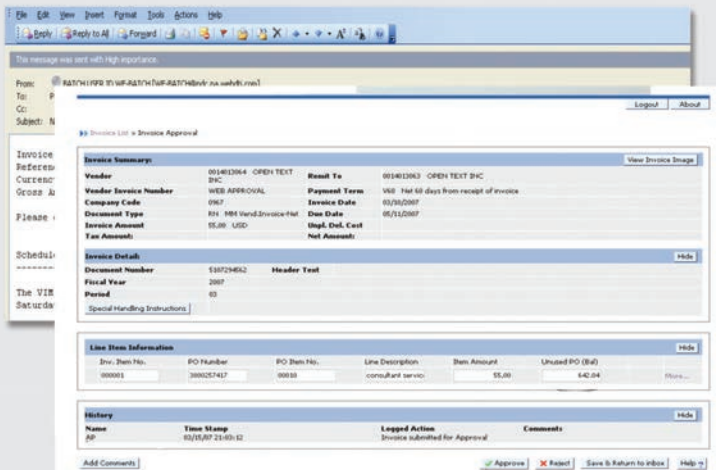 File Edit View Insert Format Tools Actions Help
Reply Reply to All Forward
This message was sent with High importance.
From: BATCH USER ID WF-BATCH
To: P
Cc:
Subject: N
Logout About
Invoice List » Invoice Approval
Invoice
Referen
Currenc
Gross A
Please
Schedul
--------
The VIM
Saturda
Invoice Summary: View Invoice Image
Vendor 0014013064 OPEN TEXT INC Remit To 0014013063 OPEN TEXT INC
Vendor Invoice Number WEB APPROVAL Payment Term V60 Net 60 days from receipt of invoice
Company Code 0967 Invoice Date 03/10/2007
Document Type RN MM Vend.Invoice-Net Due Date 05/11/2007
Invoice Amount 55.00 USD Unpl. Del. Cost
Tax Amount: Net Amount:
Invoice Detail: Hide
Document Number 5107294562 Header Text
Fiscal Year 2007
Period 03
Special Handling Instructions
Line Item Information Hide
Inv. Item No. PO Number PO Item No. Line Description Item Amount Unused PO (Bal)
000001 3000257417 00010 consultant servic 55.00 642.04 More...
History Hide
Name Time Stamp Logged Action Comments
AP 03/15/07 21:03:12 Invoice submitted for Approval
Add Comments Approve Reject Save & Return to inbox Help